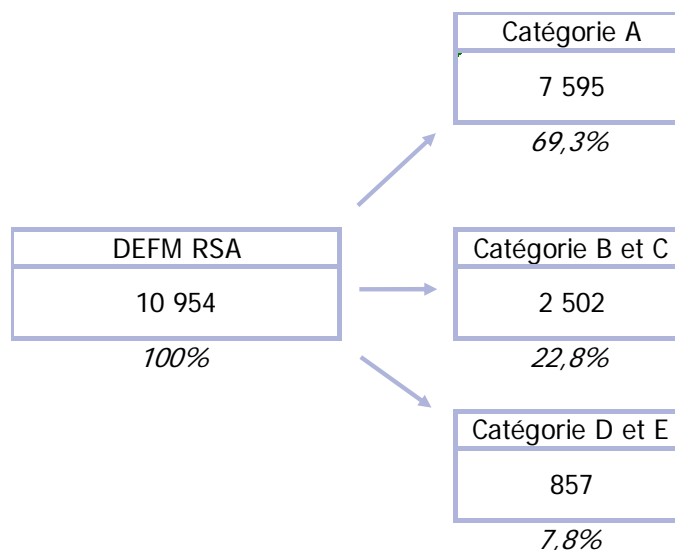 Catégorie A
7 595
69,3%
DEFM RSA
10 954
100%
Catégorie B et C
2 502
22,8%
Catégorie D et E
857
7,8%